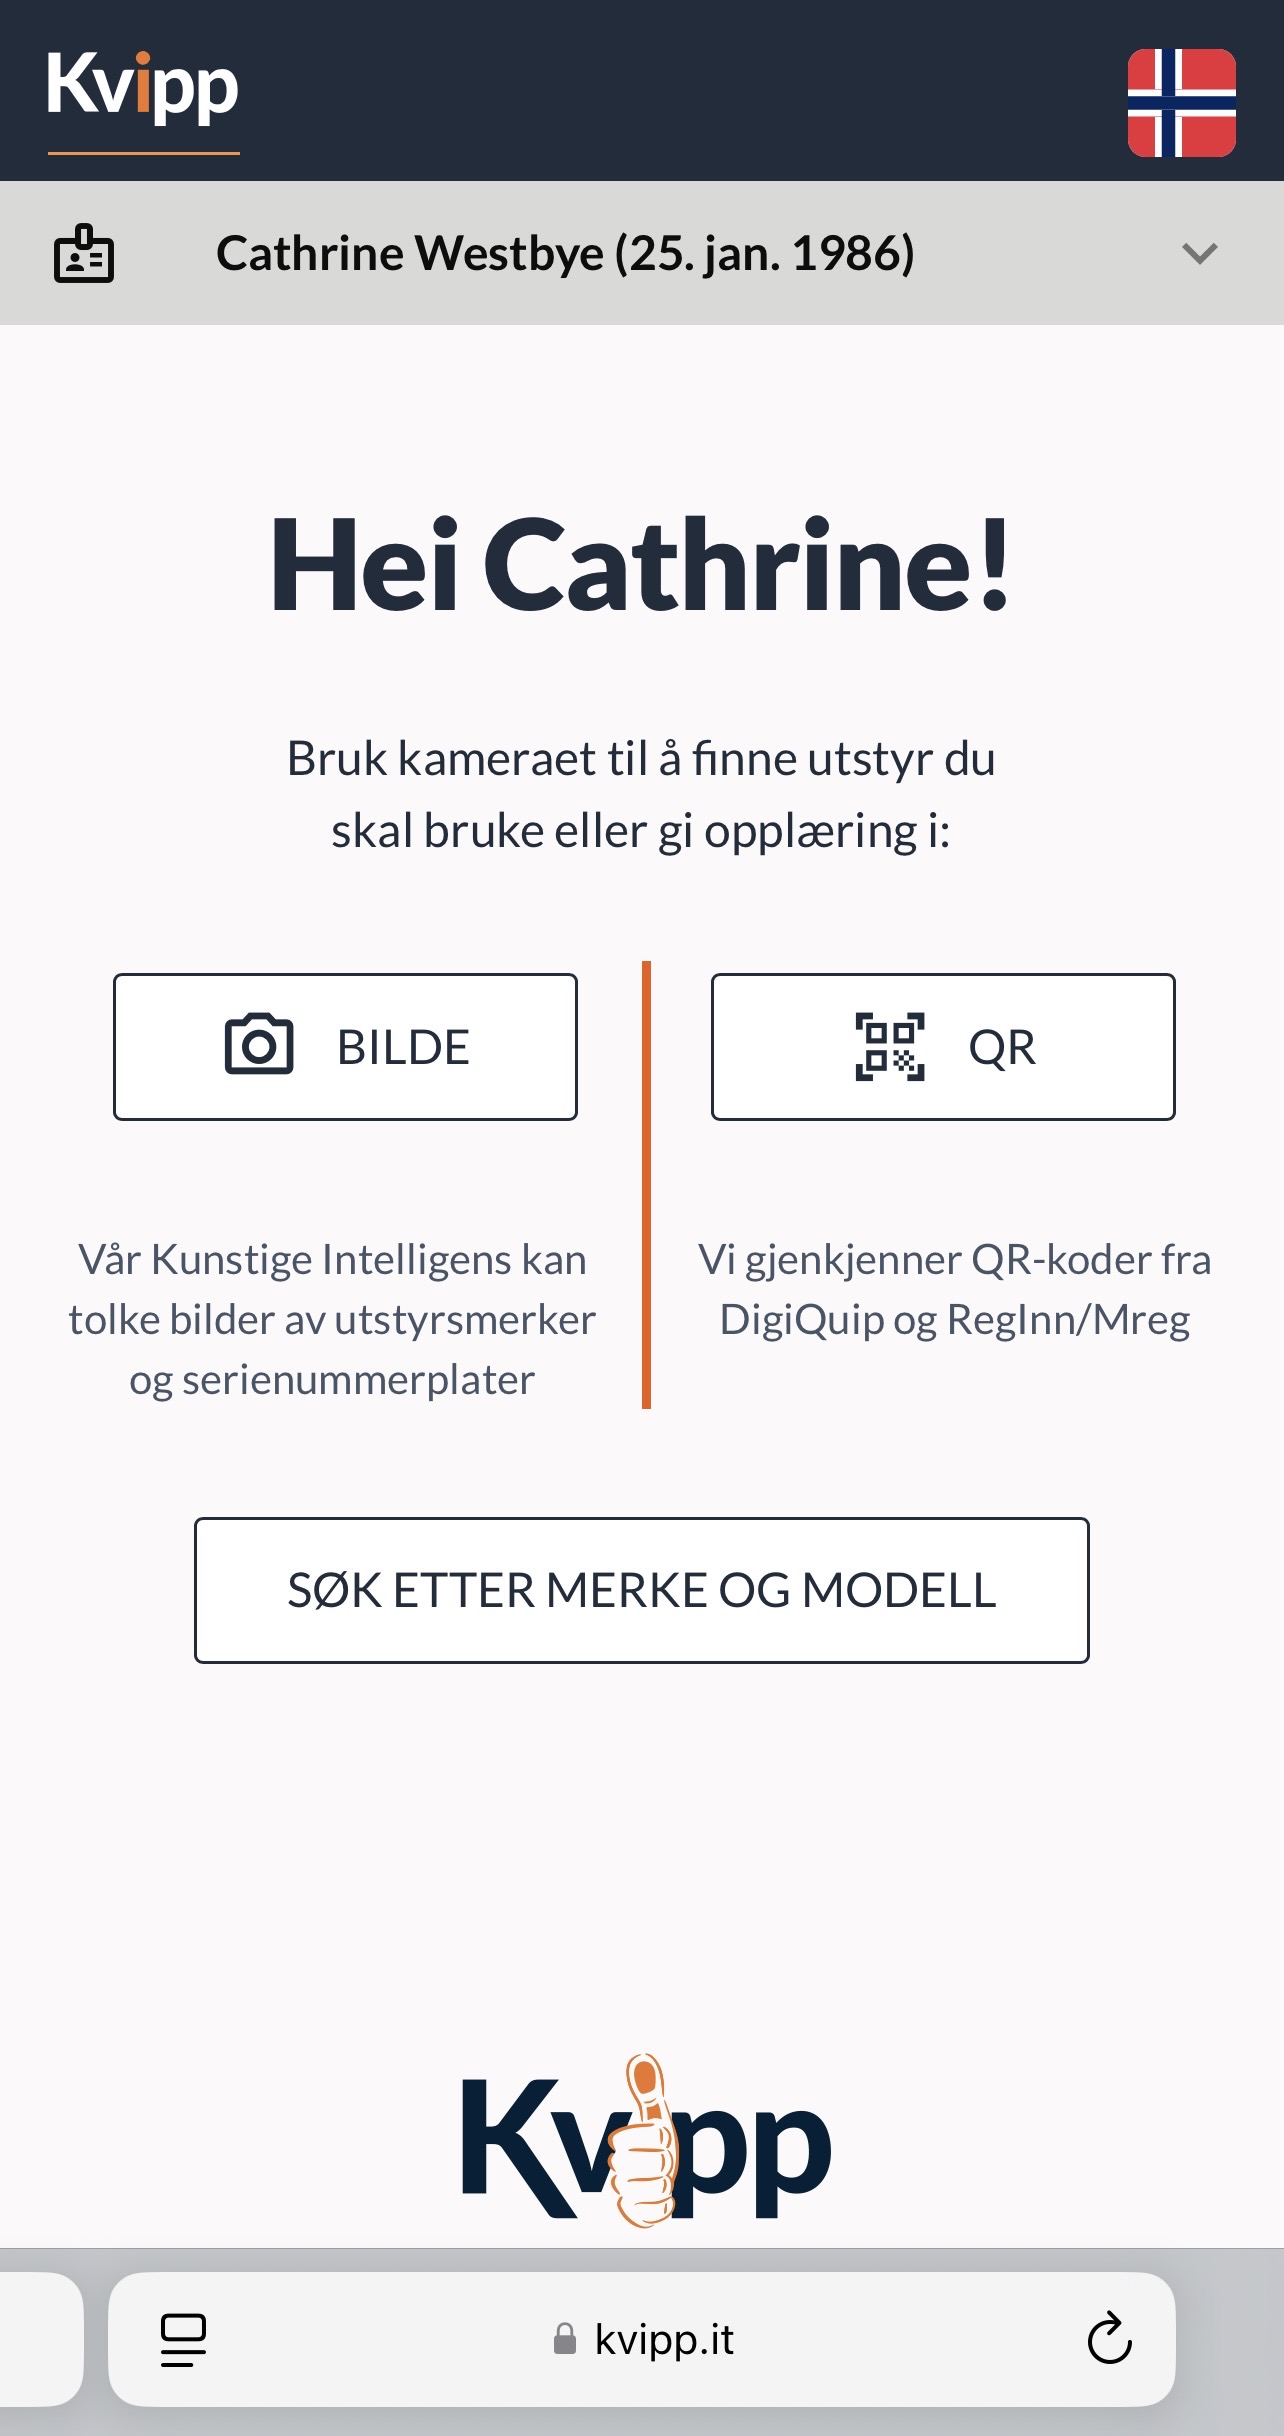 Kvipp
Cathrine Westbye (25. jan. 1986)
Hei Cathrine!
Bruk kameraet til å finne utstyr du
skal bruke eller gi opplæring i:
BILDE
QR
Vår Kunstige Intelligens kan
tolke bilder av utstyrsmerker
og serienummerplater
Vi gjenkjenner QR-koder fra
DigiQuip og RegInn/Mreg
SØK ETTER MERKE OG MODELL
Kvipp
kvipp.it